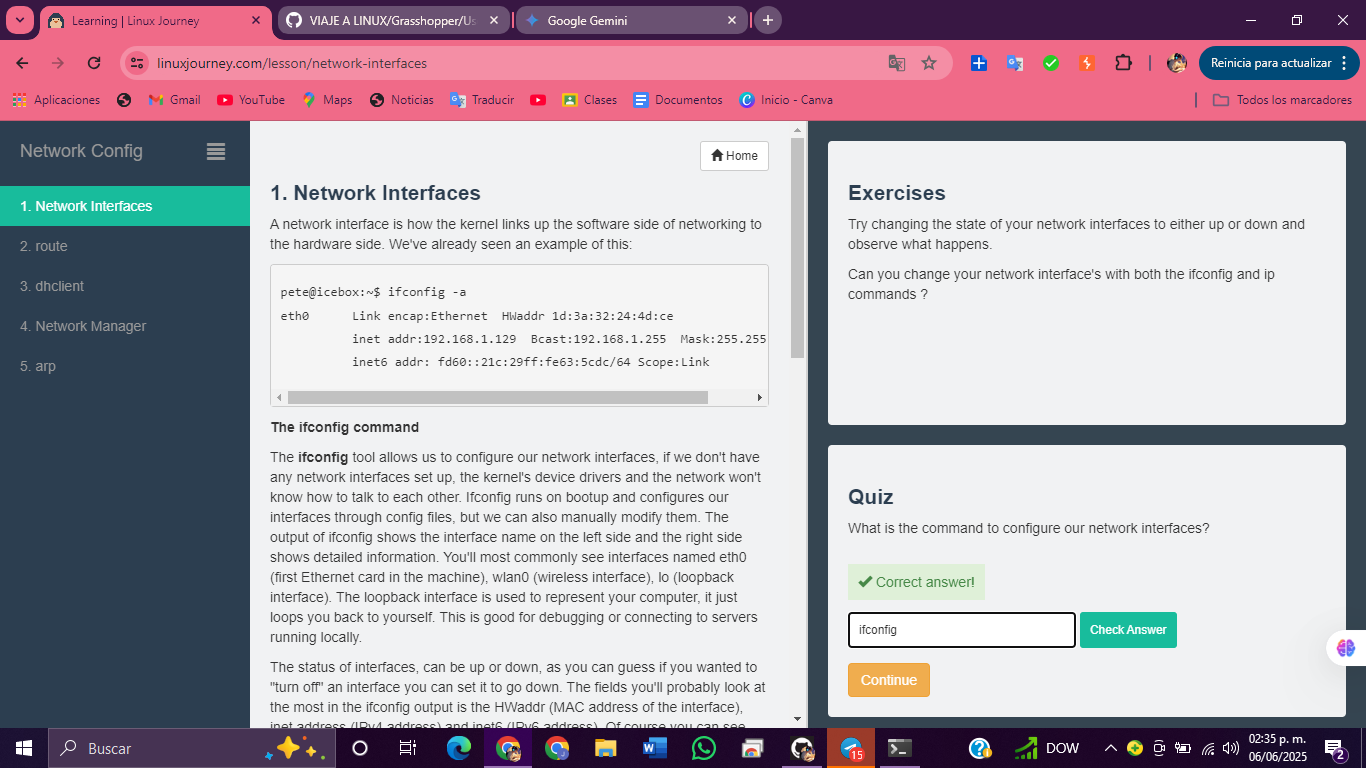 Learning | Linux Journey
VIAJE A LINUX/Grasshopper/Us
Google Gemini
linuxjourney.com/lesson/network-interfaces
Reinicia para actualizar
Aplicaciones
Gmail
YouTube
Maps
Noticias
Traducir
Clases
Documentos
Inicio - Canva
Todos los marcadores
Network Config
1. Network Interfaces
2. route
3. dhclient
4. Network Manager
5. arp
Home
1. Network Interfaces
A network interface is how the kernel links up the software side of networking to
the hardware side. We've already seen an example of this:
pete@icebox:~$ ifconfig -a
eth0      Link encap:Ethernet  HWaddr 1d:3a:32:24:4d:ce
inet addr:192.168.1.129  Bcast:192.168.1.255  Mask:255.255
inet6 addr: fd60::21c:29ff:fe63:5cdc/64 Scope:Link
The ifconfig command
The ifconfig tool allows us to configure our network interfaces, if we don't have
any network interfaces set up, the kernel's device drivers and the network won't
know how to talk to each other. Ifconfig runs on bootup and configures our
interfaces through config files, but we can also manually modify them. The
output of ifconfig shows the interface name on the left side and the right side
shows detailed information. You'll most commonly see interfaces named eth0
(first Ethernet card in the machine), wlan0 (wireless interface), lo (loopback
interface). The loopback interface is used to represent your computer, it just
loops you back to yourself. This is good for debugging or connecting to servers
running locally.
The status of interfaces, can be up or down, as you can guess if you wanted to
"turn off" an interface you can set it to go down. The fields you'll probably look at
the most in the ifconfig output is the HWaddr (MAC address of the interface),
inet address (IPv4 address) and inet6 (IPv6 address). Of course you can see
Exercises
Try changing the state of your network interfaces to either up or down and
observe what happens.
Can you change your network interface's with both the ifconfig and ip
commands ?
Quiz
What is the command to configure our network interfaces?
Correct answer!
ifconfig
Check Answer
Continue
Buscar
15
DOW
02:35 p. m.
06/06/2025
2